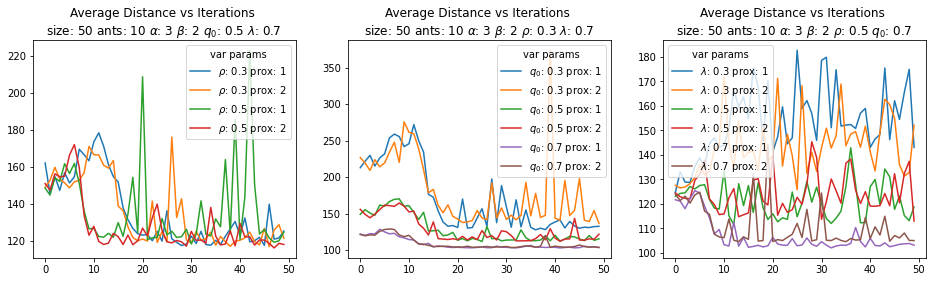 Average Distance vs Iterations
size: 50 ants: 10 α: 3 β: 2 q₀: 0.5 λ: 0.7
var params
ρ: 0.3 prox: 1
ρ: 0.3 prox: 2
ρ: 0.5 prox: 1
ρ: 0.5 prox: 2
220
200
180
160
140
120
0 10 20 30 40 50
Average Distance vs Iterations
size: 50 ants: 10 α: 3 β: 2 ρ: 0.3 λ: 0.7
var params
q₀: 0.3 prox: 1
q₀: 0.3 prox: 2
q₀: 0.5 prox: 1
q₀: 0.5 prox: 2
q₀: 0.7 prox: 1
q₀: 0.7 prox: 2
350
300
250
200
150
100
0 10 20 30 40 50
Average Distance vs Iterations
size: 50 ants: 10 α: 3 β: 2 ρ: 0.5 q₀: 0.7
var params
λ: 0.3 prox: 1
λ: 0.3 prox: 2
λ: 0.5 prox: 1
λ: 0.5 prox: 2
λ: 0.7 prox: 1
λ: 0.7 prox: 2
180
170
160
150
140
130
120
110
100
0 10 20 30 40 50